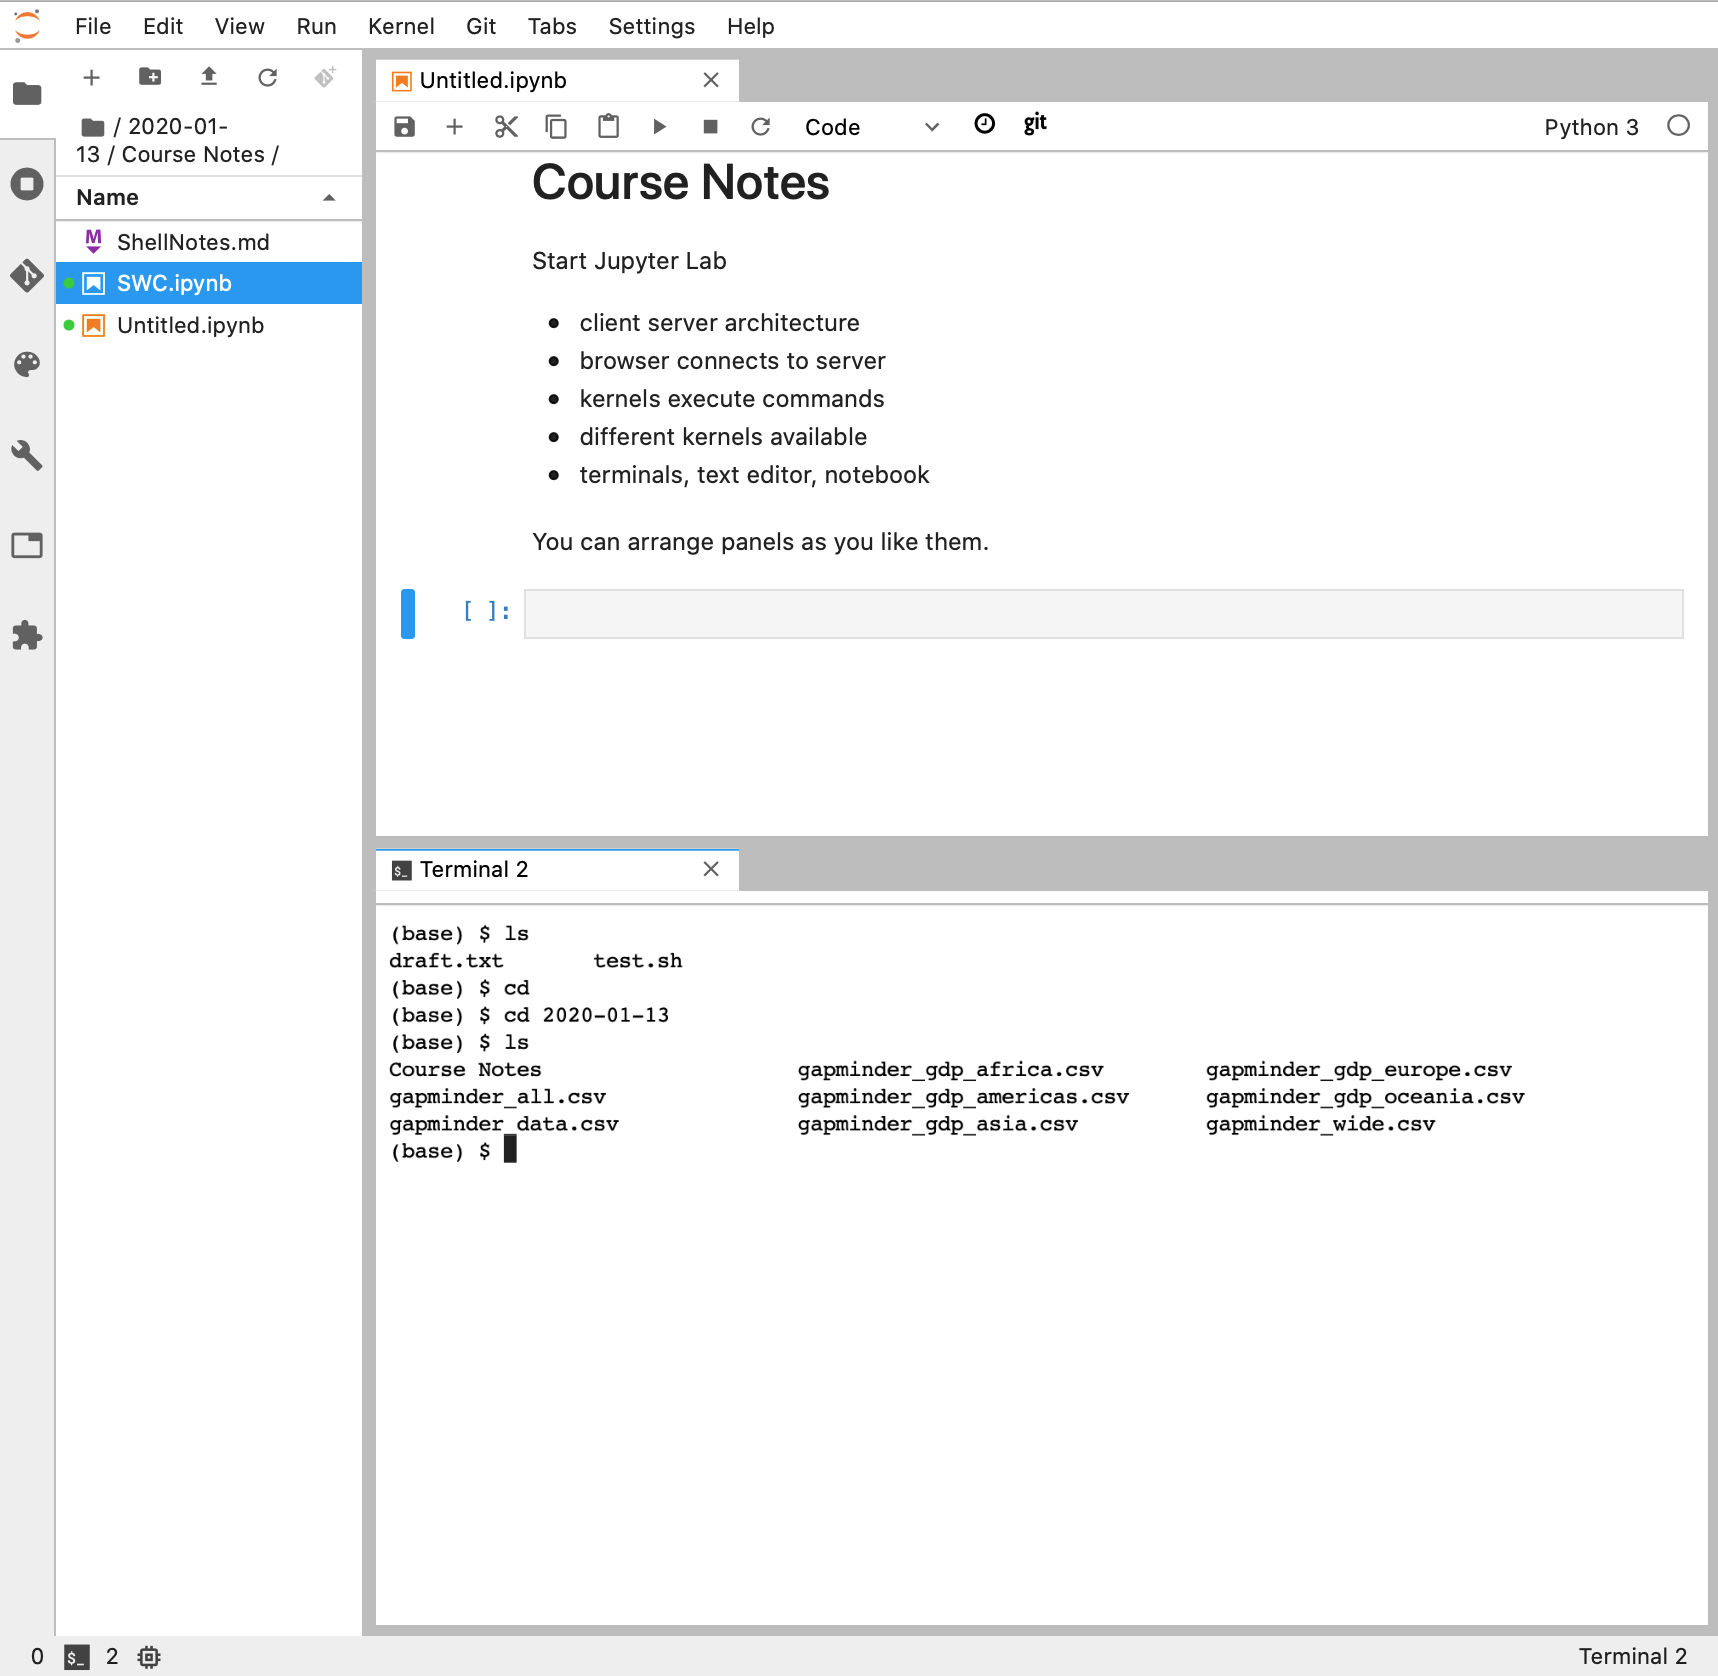 File Edit View Run Kernel Git Tabs Settings Help
/ 2020-01-
13 / Course Notes /
Name
ShellNotes.md
SWC.ipynb
Untitled.ipynb
Untitled.ipynb
Code git Python 3
Course Notes
Start Jupyter Lab
client server architecture
browser connects to server
kernels execute commands
different kernels available
terminals, text editor, notebook
You can arrange panels as you like them.
[ ]:
Terminal 2
(base) $ ls
draft.txt test.sh
(base) $ cd
(base) $ cd 2020-01-13
(base) $ ls
Course Notes gapminder_gdp_africa.csv gapminder_gdp_europe.csv
gapminder_all.csv gapminder_gdp_americas.csv gapminder_gdp_oceania.csv
gapminder_data.csv gapminder_gdp_asia.csv gapminder_wide.csv
(base) $
0 $_ 2 Terminal 2